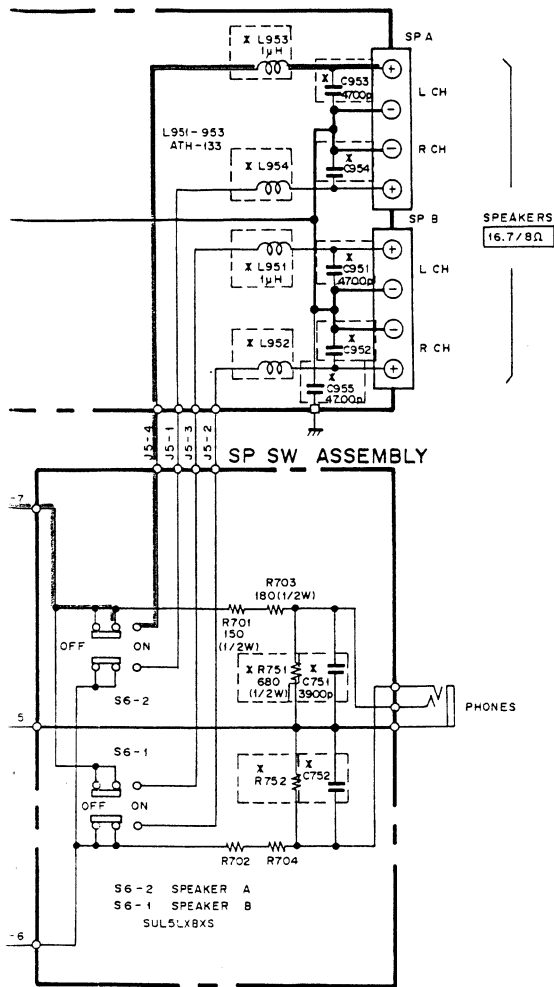 SP A
X L953
1μH
X C953
4700p
+
L CH
−
L951-953
ATH-133
−
R CH
X L954
X
C954
+
SP B
SPEAKERS
16.7/8Ω
+
L CH
X L951
1μH
X C951
4700p
−
−
R CH
X L952
X
C952
+
X
C955
4700p
J5-4
J5-1
J5-3
J5-2
SP SW ASSEMBLY
-7
R703
180(1/2W)
R701
150
(1/2W)
OFF
ON
X R751
680
(1/2W)
X
C751
3900p
S6-2
PHONES
5
S6-1
X
R752
X
C752
OFF
ON
R702
R704
S6-2 SPEAKER A
S6-1 SPEAKER B
SUL5LXBXS
-6